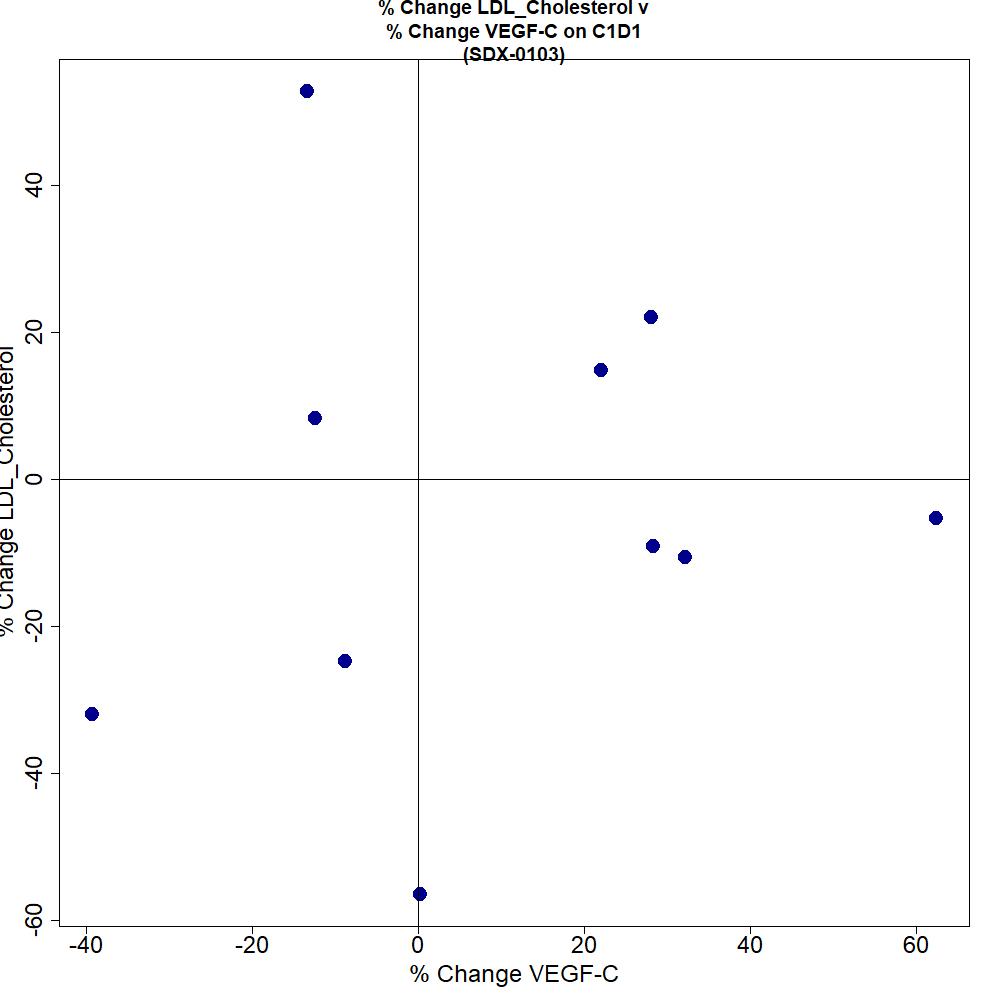 % Change LDL_Cholesterol v
% Change VEGF-C on C1D1
(SDX-0103)
% Change LDL_Cholesterol
40
20
0
-20
-40
-60
-40
-20
0
20
40
60
% Change VEGF-C